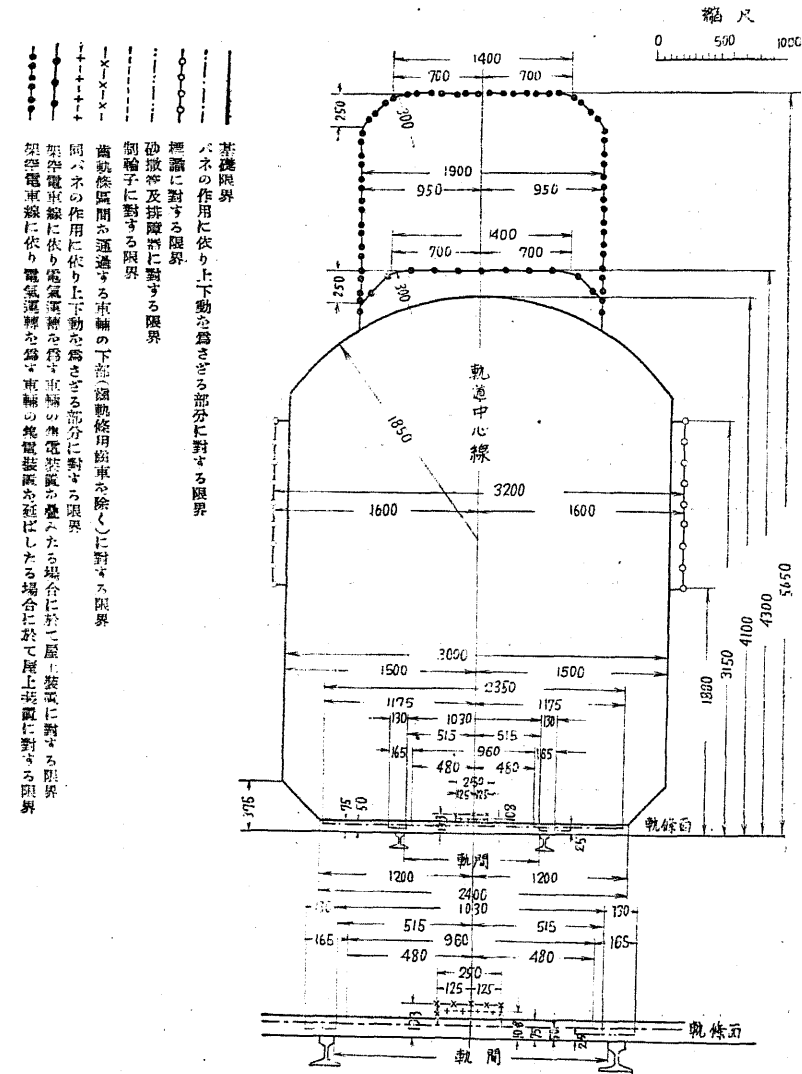 縮尺
0 500 1000
基礎限界
バネの作用に依り上下動を爲さざる部分に對する限界
標識に對する限界
砂撒管及排障器に對する限界
制輪子に對する限界
齒軌條區間を通過する車輛の下部(齒軌條用齒車を除く)に對する限界
同バネの作用に依り上下動を爲さざる部分に對する限界
架空電車線に依り電氣運轉を爲す車輛の集電裝置を疊みたる場合に於て屋上裝置に對する限界
架空電車線に依り電氣運轉を爲す車輛の集電裝置を延ばしたる場合に於て屋上裝置に對する限界
1400
700 700
250
300
1900
950 950
1400
700 700
250
300
軌道中心線
1850
3200
1600 1600
1800
3150
4100
4300
5650
3000
1500 1500
2350
1175 1175
130 1030 130
515 515
165 960 165
480 480
250
125 125
375
75
50
103
108
25
軌條面
軌間
1200 1200
2400
130 1030 130
515 515
165 960 165
480 480
250
125 125
103
108
75
50
25
軌條面
軌間